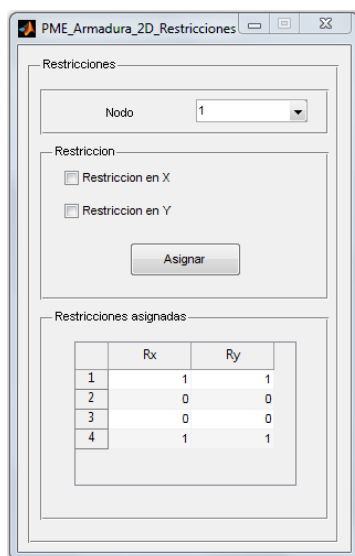 PME_Armadura_2D_Restricciones
Restricciones
Nodo 1
Restriccion
Restriccion en X
Restriccion en Y
Asignar
Restricciones asignadas
Rx Ry
1 1 1
2 0 0
3 0 0
4 1 1